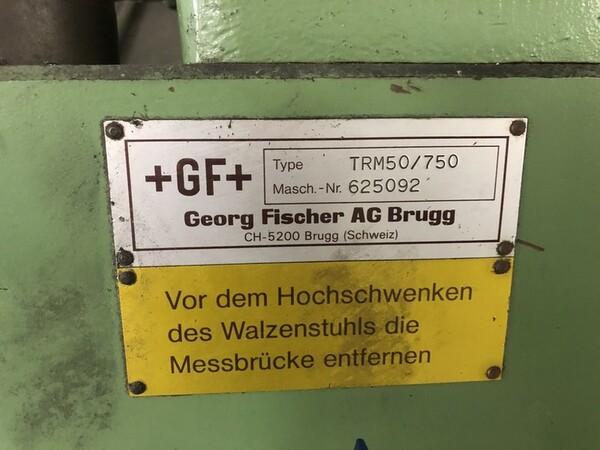 +GF+
Type TRM50/750
Masch.-Nr. 625092
Georg Fischer AG Brugg
CH-5200 Brugg (Schweiz)
Vor dem Hochschwenken
des Walzenstuhls die
Messbrücke entfernen